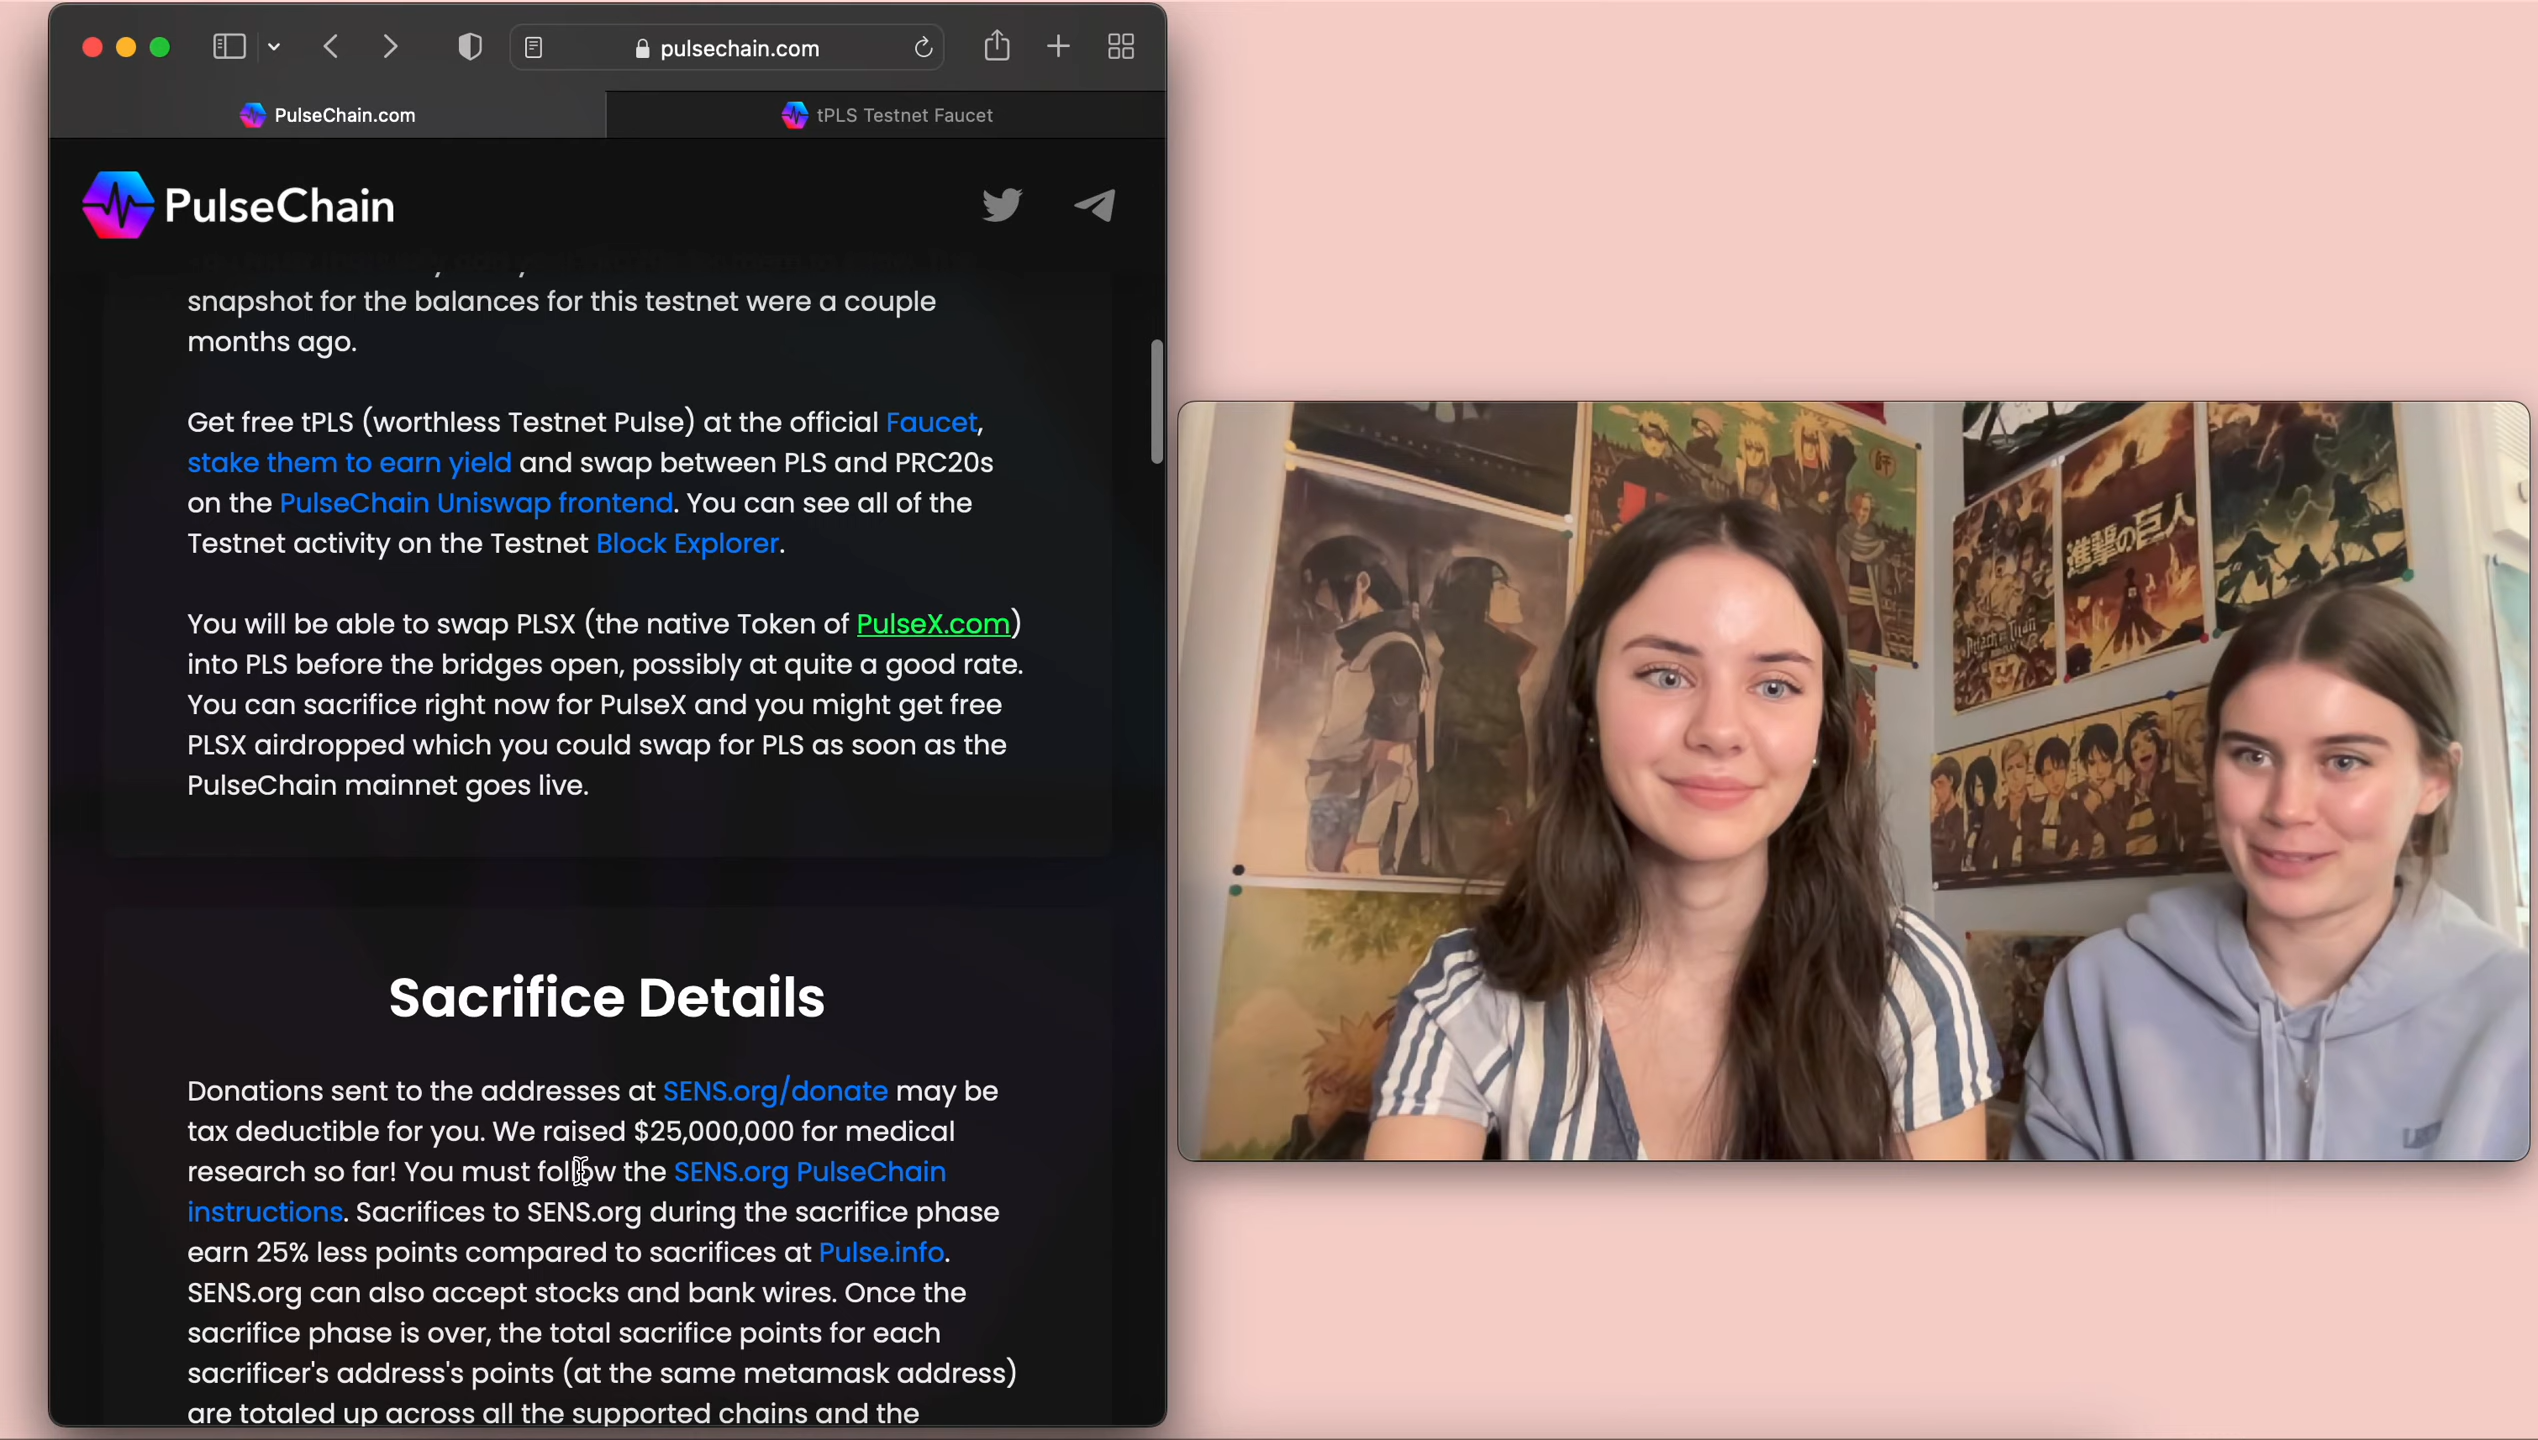 pulsechain.com
PulseChain.com
tPLS Testnet Faucet
PulseChain
snapshot for the balances for this testnet were a couple
months ago.
Get free tPLS (worthless Testnet Pulse) at the official Faucet,
stake them to earn yield and swap between PLS and PRC20s
on the PulseChain Uniswap frontend. You can see all of the
Testnet activity on the Testnet Block Explorer.
You will be able to swap PLSX (the native Token of PulseX.com)
into PLS before the bridges open, possibly at quite a good rate.
You can sacrifice right now for PulseX and you might get free
PLSX airdropped which you could swap for PLS as soon as the
PulseChain mainnet goes live.
Sacrifice Details
Donations sent to the addresses at SENS.org/donate may be
tax deductible for you. We raised $25,000,000 for medical
research so far! You must follow the SENS.org PulseChain
instructions. Sacrifices to SENS.org during the sacrifice phase
earn 25% less points compared to sacrifices at Pulse.info.
SENS.org can also accept stocks and bank wires. Once the
sacrifice phase is over, the total sacrifice points for each
sacrificer's address's points (at the same metamask address)
are totaled up across all the supported chains and the
進撃の巨人
Attack on Titan
師